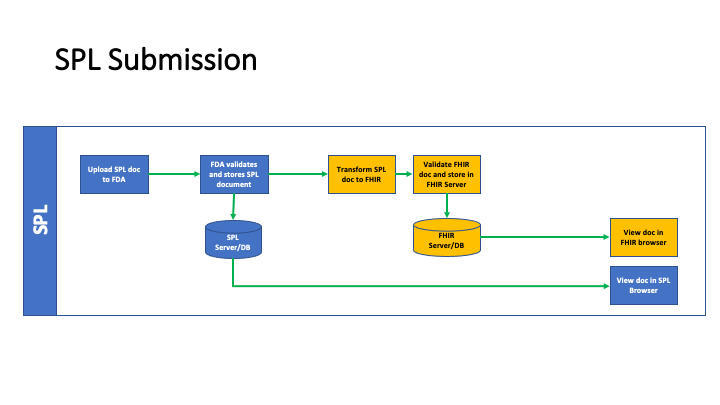 SPL Submission
SPL
Upload SPL doc
to FDA
FDA validates
and stores SPL
document
Transform SPL
doc to FHIR
Validate FHIR
doc and store in
FHIR Server
SPL
Server/DB
FHIR
Server/DB
View doc in
FHIR browser
View doc in SPL
Browser